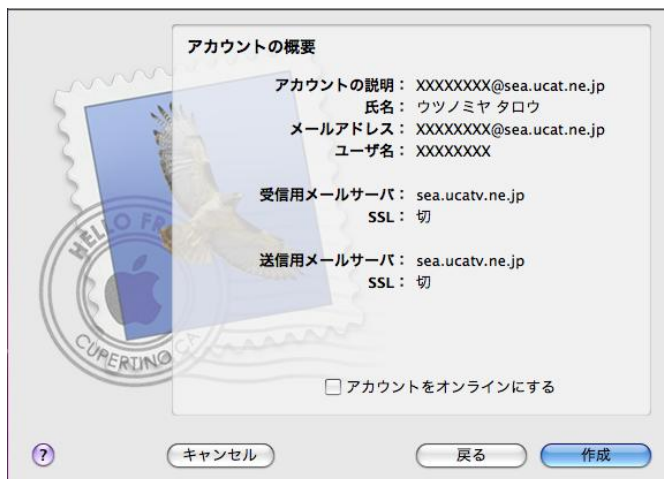 アカウントの概要
アカウントの説明： XXXXXXXX@sea.ucat.ne.jp
氏名： ウツノミヤ タロウ
メールアドレス： XXXXXXXX@sea.ucat.ne.jp
ユーザ名： XXXXXXXX
受信用メールサーバ： sea.ucatv.ne.jp
SSL： 切
送信用メールサーバ： sea.ucatv.ne.jp
SSL： 切
HELLO FR
CUPERTINO CA
アカウントをオンラインにする
?
キャンセル
戻る
作成